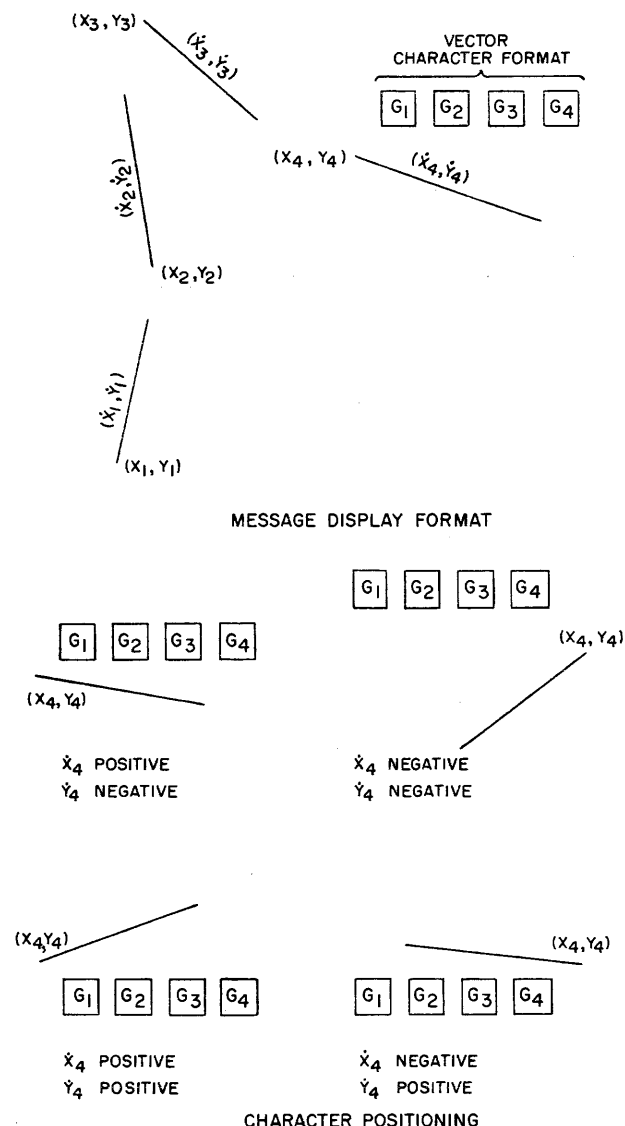 (X3, Y3)
(Ẋ3, Ẏ3)
VECTOR
CHARACTER FORMAT
G1 G2 G3 G4
(X4, Y4)
(Ẋ4, Ẏ4)
(Ẋ2, Ẏ2)
(X2, Y2)
(Ẋ1, Ẏ1)
(X1, Y1)
MESSAGE DISPLAY FORMAT
G1 G2 G3 G4
(X4, Y4)
Ẋ4 POSITIVE
Ẏ4 NEGATIVE
G1 G2 G3 G4
(X4, Y4)
Ẋ4 NEGATIVE
Ẏ4 NEGATIVE
(X4, Y4)
G1 G2 G3 G4
Ẋ4 POSITIVE
Ẏ4 POSITIVE
(X4, Y4)
G1 G2 G3 G4
Ẋ4 NEGATIVE
Ẏ4 POSITIVE
CHARACTER POSITIONING